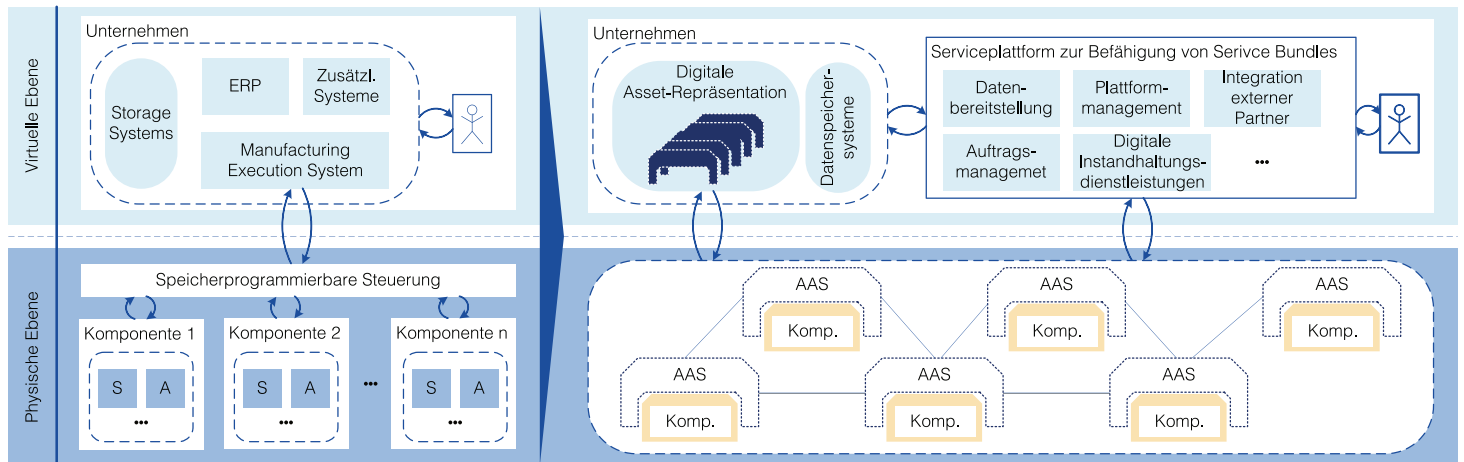 Virtuelle Ebene
Unternehmen
Storage
Systems
ERP
Zusätzl.
Systeme
Manufacturing
Execution System
Unternehmen
Digitale
Asset-Repräsentation
Datenspeicher-
systeme
Serviceplattform zur Befähigung von Serivce Bundles
Daten-
bereitstellung
Plattform-
management
Integration
externer
Partner
Auftrags-
managemet
Digitale
Instandhaltungs-
dienstleistungen
...
Physische Ebene
Speicherprogrammierbare Steuerung
Komponente 1
S
A
...
Komponente 2
S
A
...
...
Komponente n
S
A
...
AAS
Komp.
AAS
Komp.
AAS
Komp.
AAS
Komp.
AAS
Komp.
AAS
Komp.